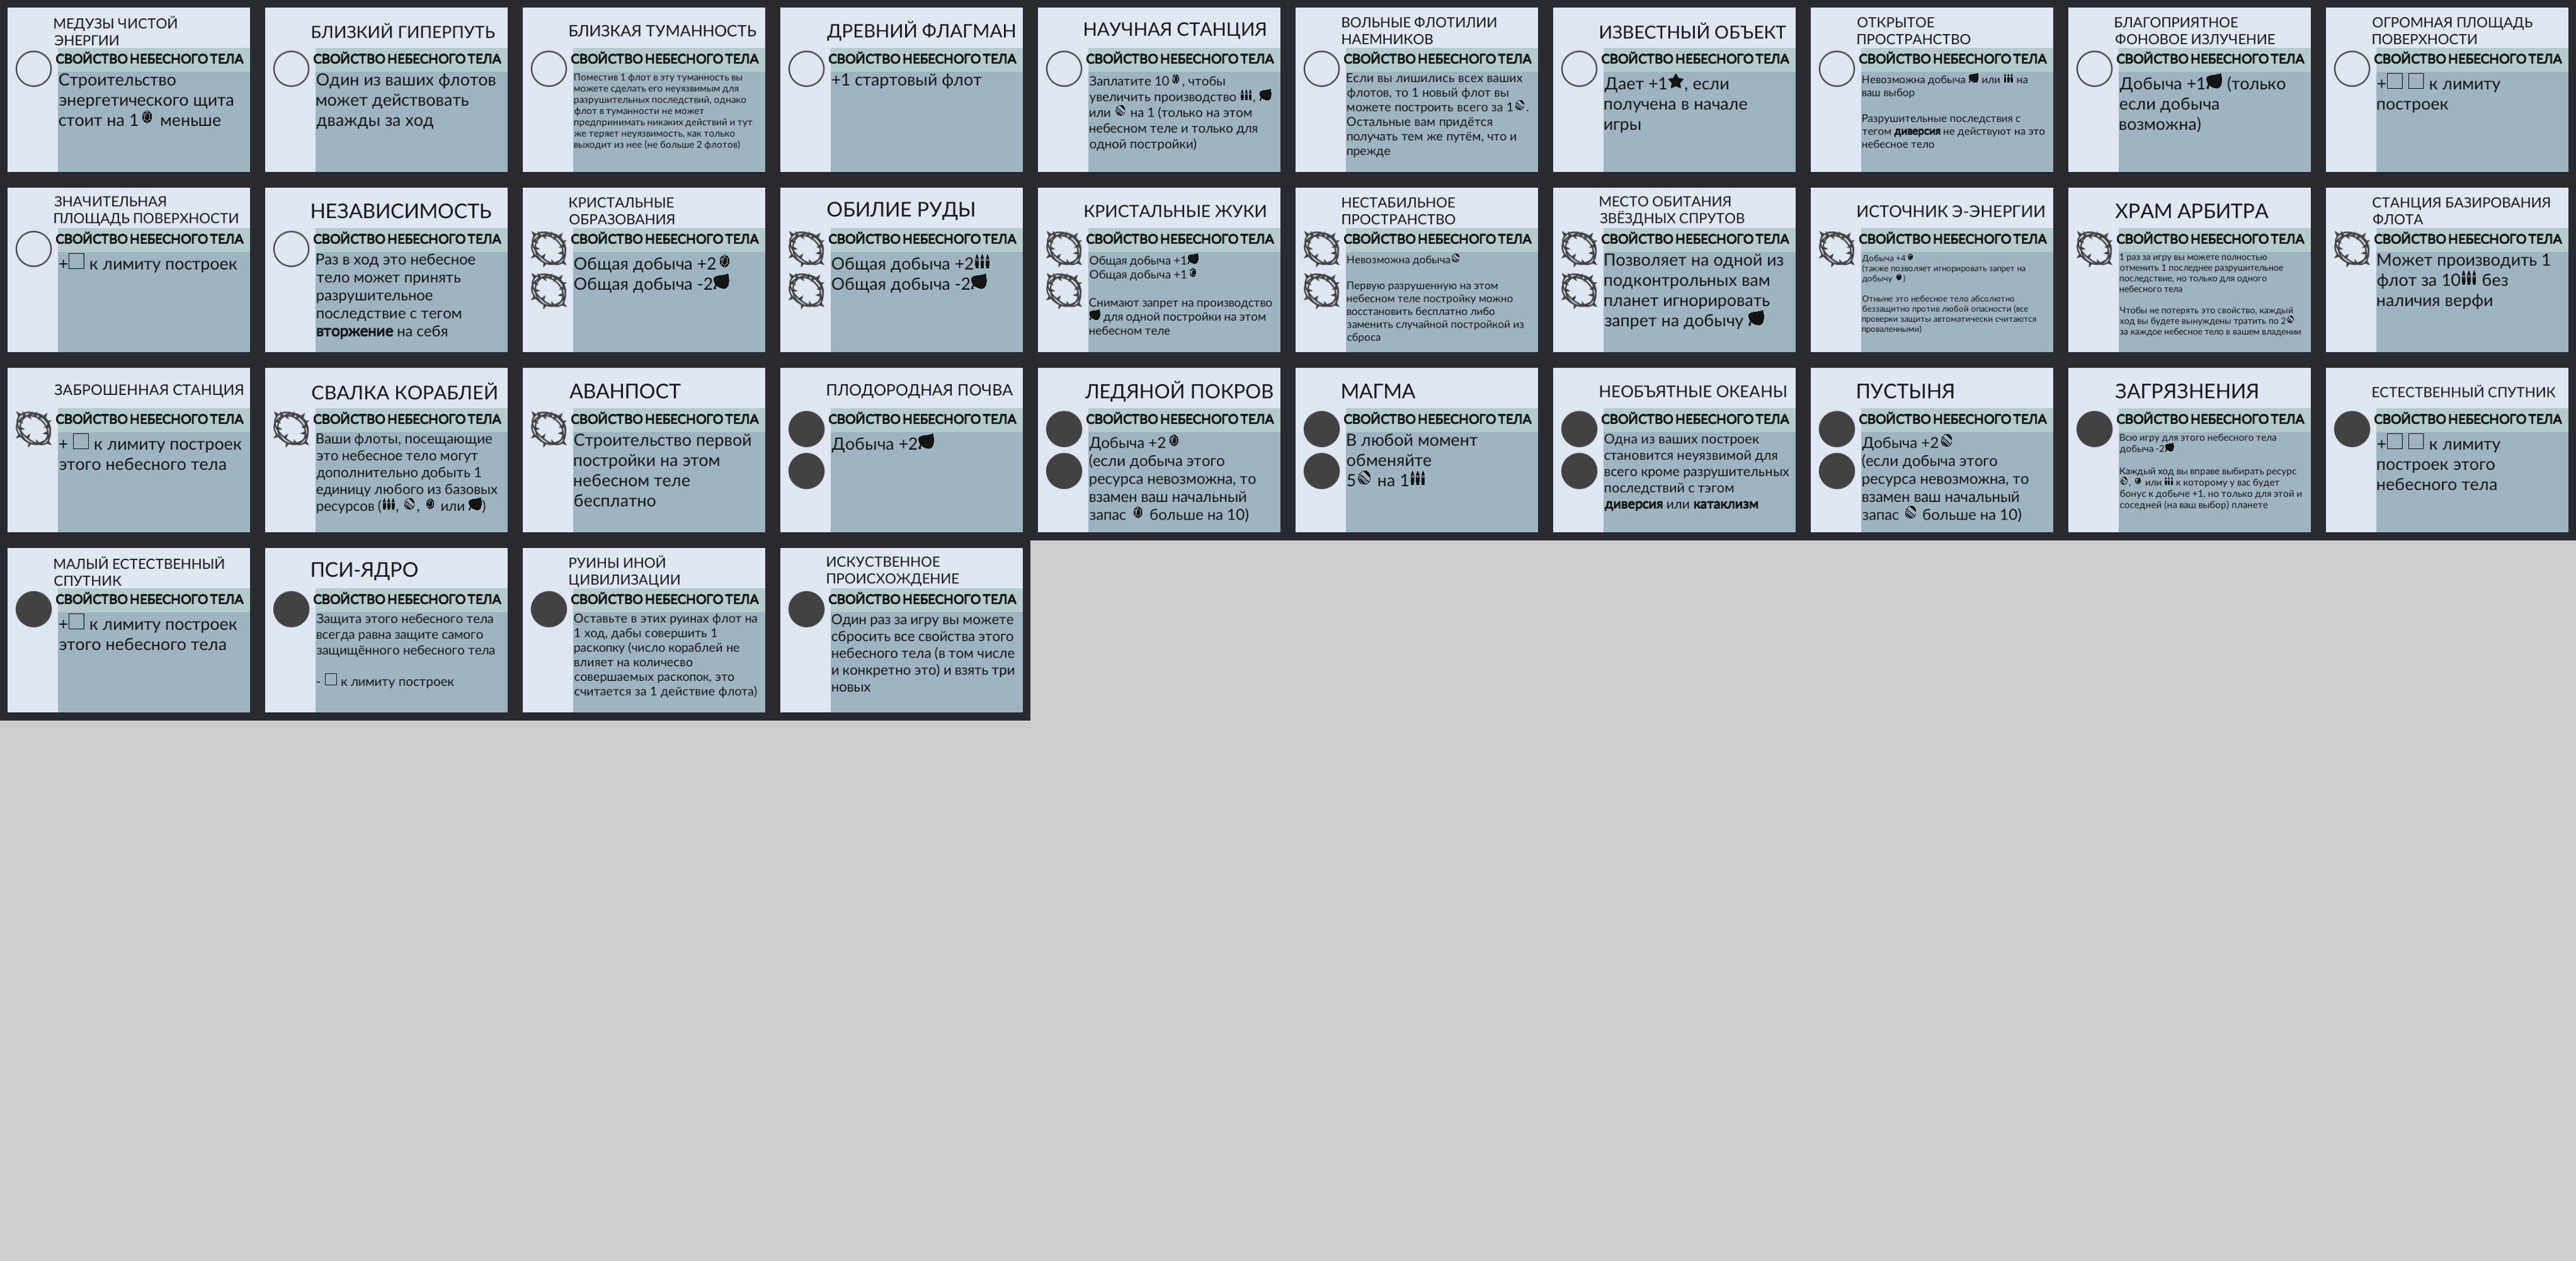 МЕДУЗЫ ЧИСТОЙ
ЭНЕРГИИ
СВОЙСТВО НЕБЕСНОГО ТЕЛА
Строительство
энергетического щита
стоит на 1 меньше
БЛИЗКИЙ ГИПЕРПУТЬ
СВОЙСТВО НЕБЕСНОГО ТЕЛА
Один из ваших флотов
может действовать
дважды за ход
БЛИЗКАЯ ТУМАННОСТЬ
СВОЙСТВО НЕБЕСНОГО ТЕЛА
Поместив 1 флот в эту туманность вы
можете сделать его неуязвимым для
разрушительных последствий, однако
флот в туманности не может
предпринимать никаких действий и тут
же теряет неуязвимость, как только
выходит из нее (не больше 2 флотов)
ДРЕВНИЙ ФЛАГМАН
СВОЙСТВО НЕБЕСНОГО ТЕЛА
+1 стартовый флот
НАУЧНАЯ СТАНЦИЯ
СВОЙСТВО НЕБЕСНОГО ТЕЛА
Заплатите 10 , чтобы
увеличить производство , 
или на 1 (только на этом
небесном теле и только для
одной постройки)
ВОЛЬНЫЕ ФЛОТИЛИИ
НАЕМНИКОВ
СВОЙСТВО НЕБЕСНОГО ТЕЛА
Если вы лишились всех ваших
флотов, то 1 новый флот вы
можете построить всего за 1 .
Остальные вам придётся
получать тем же путём, что и
прежде
ИЗВЕСТНЫЙ ОБЪЕКТ
СВОЙСТВО НЕБЕСНОГО ТЕЛА
Дает +1★, если
получена в начале
игры
ОТКРЫТОЕ
ПРОСТРАНСТВО
СВОЙСТВО НЕБЕСНОГО ТЕЛА
Невозможна добыча или на
ваш выбор
Разрушительные последствия с
тегом диверсия не действуют на это
небесное тело
БЛАГОПРИЯТНОЕ
ФОНОВОЕ ИЗЛУЧЕНИЕ
СВОЙСТВО НЕБЕСНОГО ТЕЛА
Добыча +1 (только
если добыча
возможна)
ОГРОМНАЯ ПЛОЩАДЬ
ПОВЕРХНОСТИ
СВОЙСТВО НЕБЕСНОГО ТЕЛА
+□ □ к лимиту
построек
ЗНАЧИТЕЛЬНАЯ
ПЛОЩАДЬ ПОВЕРХНОСТИ
СВОЙСТВО НЕБЕСНОГО ТЕЛА
+□ к лимиту построек
НЕЗАВИСИМОСТЬ
СВОЙСТВО НЕБЕСНОГО ТЕЛА
Раз в ход это небесное
тело может принять
разрушительное
последствие с тегом
вторжение на себя
КРИСТАЛЬНЫЕ
ОБРАЗОВАНИЯ
СВОЙСТВО НЕБЕСНОГО ТЕЛА
Общая добыча +2
Общая добыча -2
ОБИЛИЕ РУДЫ
СВОЙСТВО НЕБЕСНОГО ТЕЛА
Общая добыча +2
Общая добыча -2
КРИСТАЛЬНЫЕ ЖУКИ
СВОЙСТВО НЕБЕСНОГО ТЕЛА
Общая добыча +1
Общая добыча +1
Снимают запрет на производство
для одной постройки на этом
небесном теле
НЕСТАБИЛЬНОЕ
ПРОСТРАНСТВО
СВОЙСТВО НЕБЕСНОГО ТЕЛА
Невозможна добыча
Первую разрушенную на этом
небесном теле постройку можно
восстановить бесплатно либо
заменить случайной постройкой из
сброса
МЕСТО ОБИТАНИЯ
ЗВЁЗДНЫХ СПРУТОВ
СВОЙСТВО НЕБЕСНОГО ТЕЛА
Позволяет на одной из
подконтрольных вам
планет игнорировать
запрет на добычу
ИСТОЧНИК Э-ЭНЕРГИИ
СВОЙСТВО НЕБЕСНОГО ТЕЛА
Добыча +4
(также позволяет игнорировать запрет на
добычу )
Отныне это небесное тело абсолютно
беззащитно против любой опасности (все
проверки защиты автоматически считаются
проваленными)
ХРАМ АРБИТРА
СВОЙСТВО НЕБЕСНОГО ТЕЛА
1 раз за игру вы можете полностью
отменить 1 последнее разрушительное
последствие, но только для одного
небесного тела
Чтобы не потерять это свойство, каждый
ход вы будете вынуждены тратить по 2
за каждое небесное тело в вашем владении
СТАНЦИЯ БАЗИРОВАНИЯ
ФЛОТА
СВОЙСТВО НЕБЕСНОГО ТЕЛА
Может производить 1
флот за 10 без
наличия верфи
ЗАБРОШЕННАЯ СТАНЦИЯ
СВОЙСТВО НЕБЕСНОГО ТЕЛА
+ □ к лимиту построек
этого небесного тела
СВАЛКА КОРАБЛЕЙ
СВОЙСТВО НЕБЕСНОГО ТЕЛА
Ваши флоты, посещающие
это небесное тело могут
дополнительно добыть 1
единицу любого из базовых
ресурсов ( , , или )
АВАНПОСТ
СВОЙСТВО НЕБЕСНОГО ТЕЛА
Строительство первой
постройки на этом
небесном теле
бесплатно
ПЛОДОРОДНАЯ ПОЧВА
СВОЙСТВО НЕБЕСНОГО ТЕЛА
Добыча +2
ЛЕДЯНОЙ ПОКРОВ
СВОЙСТВО НЕБЕСНОГО ТЕЛА
Добыча +2
(если добыча этого
ресурса невозможна, то
взамен ваш начальный
запас больше на 10)
МАГМА
СВОЙСТВО НЕБЕСНОГО ТЕЛА
В любой момент
обменяйте
5 на 1
НЕОБЪЯТНЫЕ ОКЕАНЫ
СВОЙСТВО НЕБЕСНОГО ТЕЛА
Одна из ваших построек
становится неуязвимой для
всего кроме разрушительных
последствий с тэгом
диверсия или катаклизм
ПУСТЫНЯ
СВОЙСТВО НЕБЕСНОГО ТЕЛА
Добыча +2
(если добыча этого
ресурса невозможна, то
взамен ваш начальный
запас больше на 10)
ЗАГРЯЗНЕНИЯ
СВОЙСТВО НЕБЕСНОГО ТЕЛА
Всю игру для этого небесного тела
добыча -2
Каждый ход вы вправе выбирать ресурс
, или к которому у вас будет
бонус к добыче +1, но только для этой и
соседней (на ваш выбор) планете
ЕСТЕСТВЕННЫЙ СПУТНИК
СВОЙСТВО НЕБЕСНОГО ТЕЛА
+□ □ к лимиту
построек этого
небесного тела
МАЛЫЙ ЕСТЕСТВЕННЫЙ
СПУТНИК
СВОЙСТВО НЕБЕСНОГО ТЕЛА
+□ к лимиту построек
этого небесного тела
ПСИ-ЯДРО
СВОЙСТВО НЕБЕСНОГО ТЕЛА
Защита этого небесного тела
всегда равна защите самого
защищённого небесного тела
- □ к лимиту построек
РУИНЫ ИНОЙ
ЦИВИЛИЗАЦИИ
СВОЙСТВО НЕБЕСНОГО ТЕЛА
Оставьте в этих руинах флот на
1 ход, дабы совершить 1
раскопку (число кораблей не
влияет на количесво
совершаемых раскопок, это
считается за 1 действие флота)
ИСКУСТВЕННОЕ
ПРОИСХОЖДЕНИЕ
СВОЙСТВО НЕБЕСНОГО ТЕЛА
Один раз за игру вы можете
сбросить все свойства этого
небесного тела (в том числе
и конкретно это) и взять три
новых